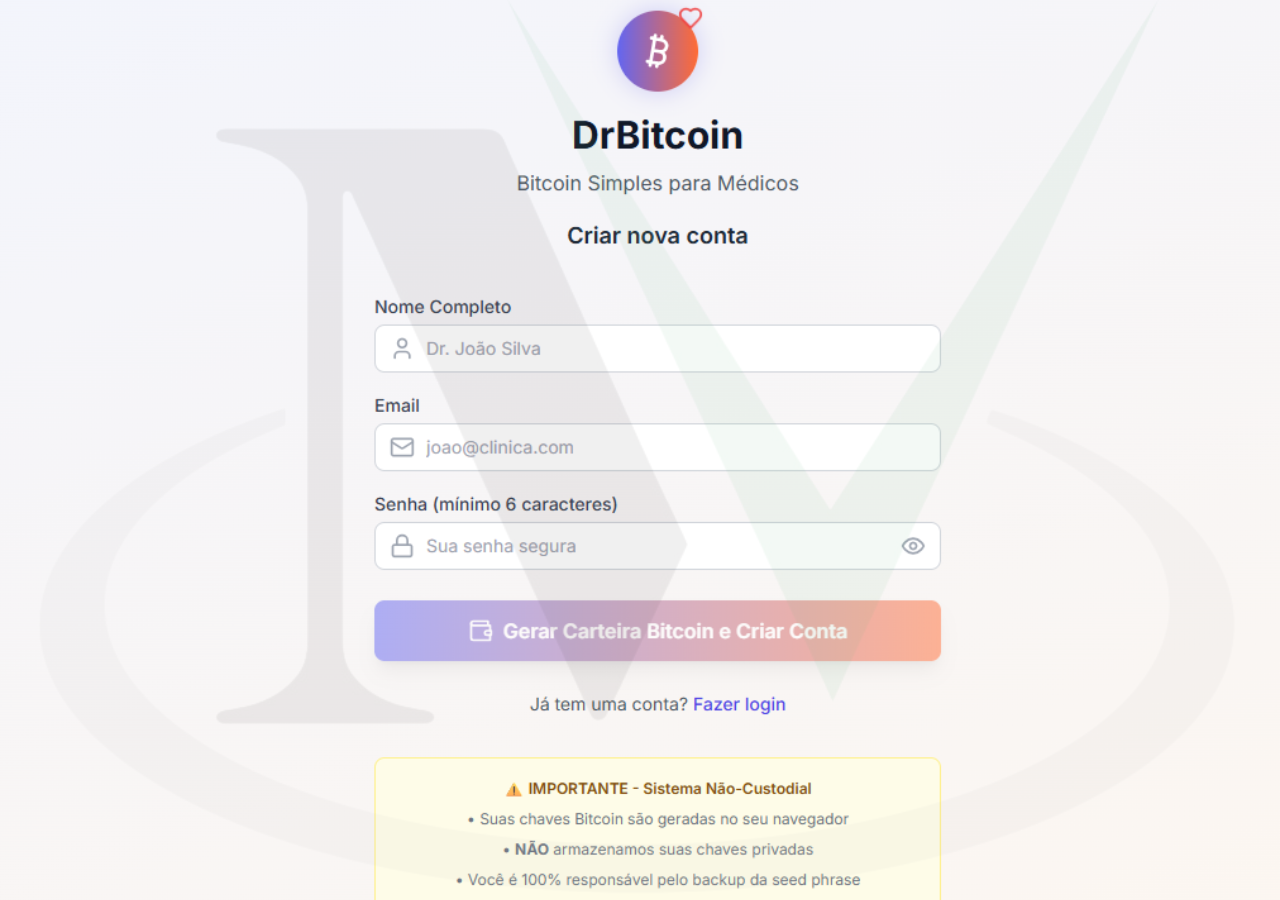 DrBitcoin
Bitcoin Simples para Médicos
Criar nova conta
Nome Completo
Dr. João Silva
Email
joao@clinica.com
Senha (mínimo 6 caracteres)
Sua senha segura
Gerar Carteira Bitcoin e Criar Conta
Já tem uma conta? Fazer login
⚠️ IMPORTANTE - Sistema Não-Custodial
• Suas chaves Bitcoin são geradas no seu navegador
• NÃO armazenamos suas chaves privadas
• Você é 100% responsável pelo backup da seed phrase